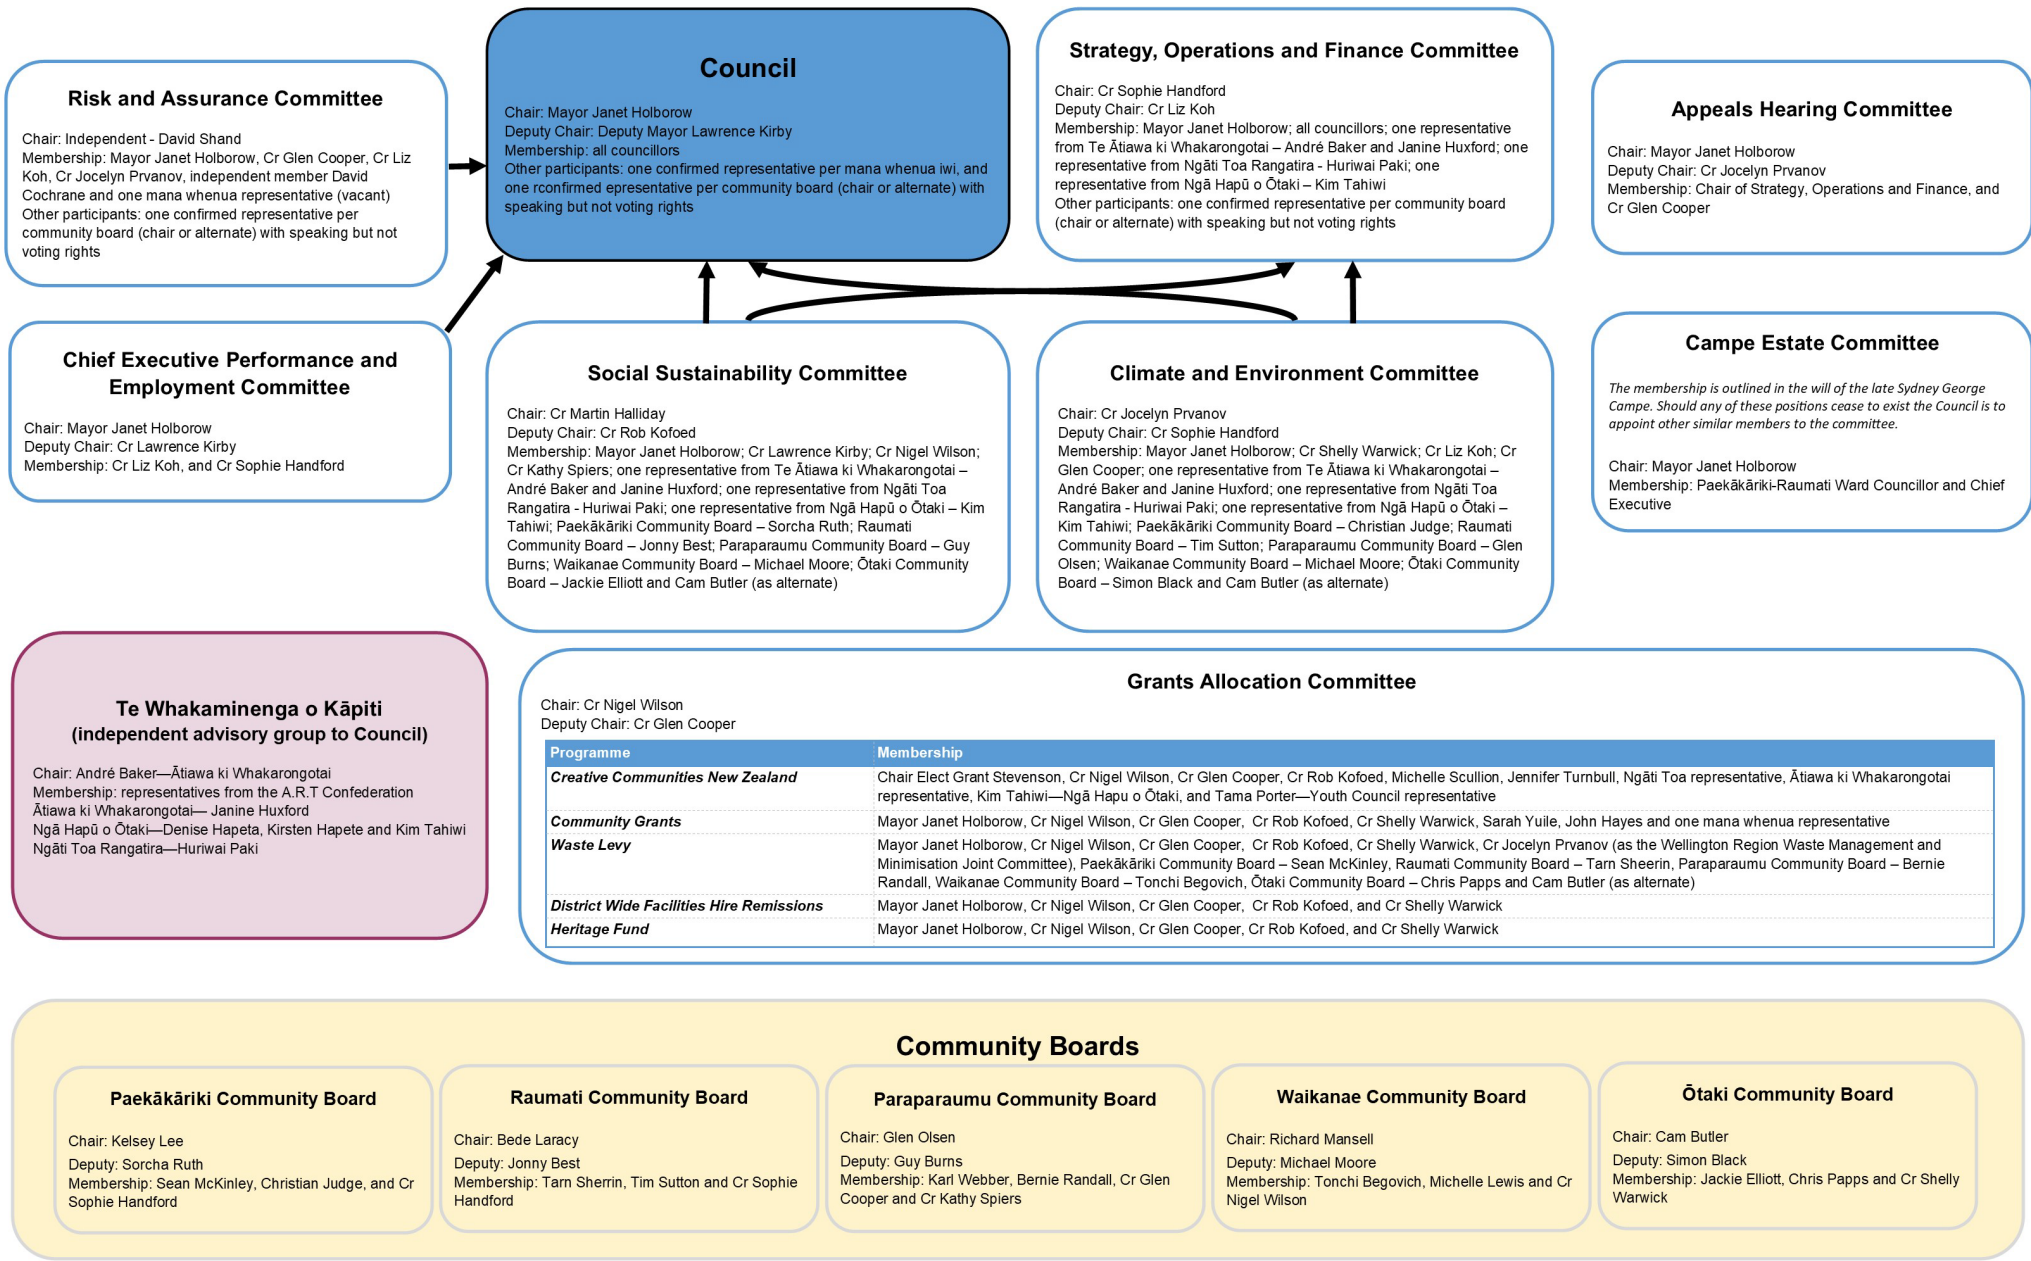 Risk and Assurance Committee
Chair: Independent - David Shand
Membership: Mayor Janet Holborow, Cr Glen Cooper, Cr Liz
Koh, Cr Jocelyn Prvanov, independent member David
Cochrane and one mana whenua representative (vacant)
Other participants: one confirmed representative per
community board (chair or alternate) with speaking but not
voting rights
Council
Chair: Mayor Janet Holborow
Deputy Chair: Deputy Mayor Lawrence Kirby
Membership: all councillors
Other participants: one confirmed representative per mana whenua iwi, and
one rconfirmed epresentative per community board (chair or alternate) with
speaking but not voting rights
Strategy, Operations and Finance Committee
Chair: Cr Sophie Handford
Deputy Chair: Cr Liz Koh
Membership: Mayor Janet Holborow; all councillors; one representative
from Te Ātiawa ki Whakarongotai – André Baker and Janine Huxford; one
representative from Ngāti Toa Rangatira - Huriwai Paki; one
representative from Ngā Hapū o Ōtaki – Kim Tahiwi
Other participants: one confirmed representative per community board
(chair or alternate) with speaking but not voting rights
Appeals Hearing Committee
Chair: Mayor Janet Holborow
Deputy Chair: Cr Jocelyn Prvanov
Membership: Chair of Strategy, Operations and Finance, and
Cr Glen Cooper
Chief Executive Performance and
Employment Committee
Chair: Mayor Janet Holborow
Deputy Chair: Cr Lawrence Kirby
Membership: Cr Liz Koh, and Cr Sophie Handford
Social Sustainability Committee
Chair: Cr Martin Halliday
Deputy Chair: Cr Rob Kofoed
Membership: Mayor Janet Holborow; Cr Lawrence Kirby; Cr Nigel Wilson;
Cr Kathy Spiers; one representative from Te Ātiawa ki Whakarongotai –
André Baker and Janine Huxford; one representative from Ngāti Toa
Rangatira - Huriwai Paki; one representative from Ngā Hapū o Ōtaki – Kim
Tahiwi; Paekākāriki Community Board – Sorcha Ruth; Raumati
Community Board – Jonny Best; Paraparaumu Community Board – Guy
Burns; Waikanae Community Board – Michael Moore; Ōtaki Community
Board – Jackie Elliott and Cam Butler (as alternate)
Climate and Environment Committee
Chair: Cr Jocelyn Prvanov
Deputy Chair: Cr Sophie Handford
Membership: Mayor Janet Holborow; Cr Shelly Warwick; Cr Liz Koh; Cr
Glen Cooper; one representative from Te Ātiawa ki Whakarongotai –
André Baker and Janine Huxford; one representative from Ngāti Toa
Rangatira - Huriwai Paki; one representative from Ngā Hapū o Ōtaki –
Kim Tahiwi; Paekākāriki Community Board – Christian Judge; Raumati
Community Board – Tim Sutton; Paraparaumu Community Board – Glen
Olsen; Waikanae Community Board – Michael Moore; Ōtaki Community
Board – Simon Black and Cam Butler (as alternate)
Campe Estate Committee
The membership is outlined in the will of the late Sydney George
Campe. Should any of these positions cease to exist the Council is to
appoint other similar members to the committee.
Chair: Mayor Janet Holborow
Membership: Paekākāriki-Raumati Ward Councillor and Chief
Executive
Te Whakaminenga o Kāpiti
(independent advisory group to Council)
Chair: André Baker—Ātiawa ki Whakarongotai
Membership: representatives from the A.R.T Confederation
Ātiawa ki Whakarongotai— Janine Huxford
Ngā Hapū o Ōtaki—Denise Hapeta, Kirsten Hapete and Kim Tahiwi
Ngāti Toa Rangatira—Huriwai Paki
Grants Allocation Committee
Chair: Cr Nigel Wilson
Deputy Chair: Cr Glen Cooper
Programme Membership
Creative Communities New Zealand Chair Elect Grant Stevenson, Cr Nigel Wilson, Cr Glen Cooper, Cr Rob Kofoed, Michelle Scullion, Jennifer Turnbull, Ngāti Toa representative, Ātiawa ki Whakarongotai
representative, Kim Tahiwi—Ngā Hapu o Ōtaki, and Tama Porter—Youth Council representative
Community Grants Mayor Janet Holborow, Cr Nigel Wilson, Cr Glen Cooper, Cr Rob Kofoed, Cr Shelly Warwick, Sarah Yuile, John Hayes and one mana whenua representative
Waste Levy Mayor Janet Holborow, Cr Nigel Wilson, Cr Glen Cooper, Cr Rob Kofoed, Cr Shelly Warwick, Cr Jocelyn Prvanov (as the Wellington Region Waste Management and
Minimisation Joint Committee), Paekākāriki Community Board – Sean McKinley, Raumati Community Board – Tarn Sheerin, Paraparaumu Community Board – Bernie
Randall, Waikanae Community Board – Tonchi Begovich, Ōtaki Community Board – Chris Papps and Cam Butler (as alternate)
District Wide Facilities Hire Remissions Mayor Janet Holborow, Cr Nigel Wilson, Cr Glen Cooper, Cr Rob Kofoed, and Cr Shelly Warwick
Heritage Fund Mayor Janet Holborow, Cr Nigel Wilson, Cr Glen Cooper, Cr Rob Kofoed, and Cr Shelly Warwick
Community Boards
Paekākāriki Community Board
Chair: Kelsey Lee
Deputy: Sorcha Ruth
Membership: Sean McKinley, Christian Judge, and Cr
Sophie Handford
Raumati Community Board
Chair: Bede Laracy
Deputy: Jonny Best
Membership: Tarn Sherrin, Tim Sutton and Cr Sophie
Handford
Paraparaumu Community Board
Chair: Glen Olsen
Deputy: Guy Burns
Membership: Karl Webber, Bernie Randall, Cr Glen
Cooper and Cr Kathy Spiers
Waikanae Community Board
Chair: Richard Mansell
Deputy: Michael Moore
Membership: Tonchi Begovich, Michelle Lewis and Cr
Nigel Wilson
Ōtaki Community Board
Chair: Cam Butler
Deputy: Simon Black
Membership: Jackie Elliott, Chris Papps and Cr Shelly
Warwick